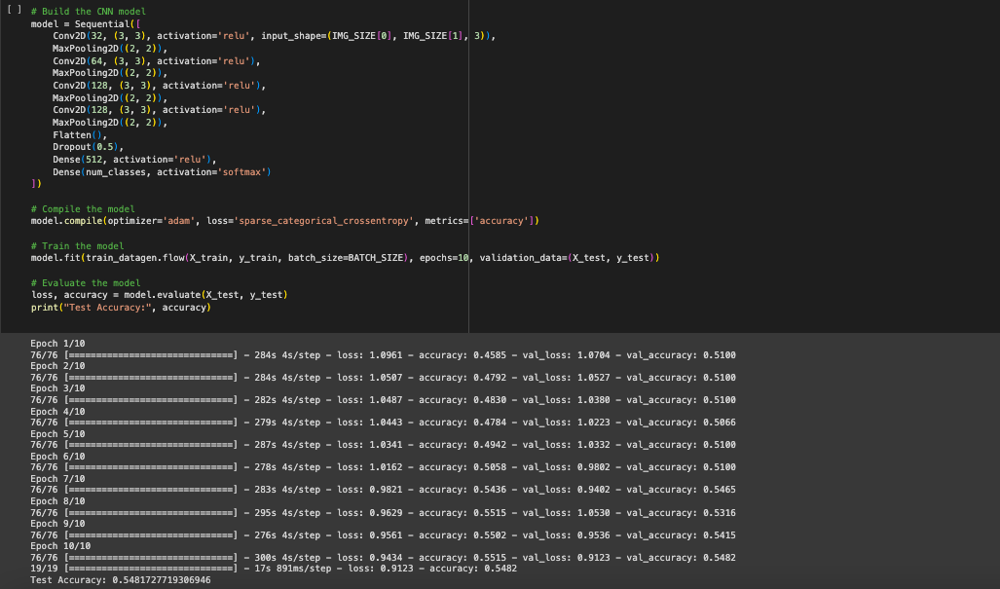 [ ] # Build the CNN model
model = Sequential([
    Conv2D(32, (3, 3), activation='relu', input_shape=(IMG_SIZE[0], IMG_SIZE[1], 3)),
    MaxPooling2D((2, 2)),
    Conv2D(64, (3, 3), activation='relu'),
    MaxPooling2D((2, 2)),
    Conv2D(128, (3, 3), activation='relu'),
    MaxPooling2D((2, 2)),
    Conv2D(128, (3, 3), activation='relu'),
    MaxPooling2D((2, 2)),
    Flatten(),
    Dropout(0.5),
    Dense(512, activation='relu'),
    Dense(num_classes, activation='softmax')
])
# Compile the model
model.compile(optimizer='adam', loss='sparse_categorical_crossentropy', metrics=['accuracy'])
# Train the model
model.fit(train_datagen.flow(X_train, y_train, batch_size=BATCH_SIZE), epochs=10, validation_data=(X_test, y_test))
# Evaluate the model
loss, accuracy = model.evaluate(X_test, y_test)
print("Test Accuracy:", accuracy)
Epoch 1/10
76/76 [==============================] - 284s 4s/step - loss: 1.0961 - accuracy: 0.4585 - val_loss: 1.0704 - val_accuracy: 0.5100
Epoch 2/10
76/76 [==============================] - 284s 4s/step - loss: 1.0507 - accuracy: 0.4792 - val_loss: 1.0527 - val_accuracy: 0.5100
Epoch 3/10
76/76 [==============================] - 282s 4s/step - loss: 1.0487 - accuracy: 0.4830 - val_loss: 1.0380 - val_accuracy: 0.5100
Epoch 4/10
76/76 [==============================] - 279s 4s/step - loss: 1.0443 - accuracy: 0.4784 - val_loss: 1.0223 - val_accuracy: 0.5066
Epoch 5/10
76/76 [==============================] - 287s 4s/step - loss: 1.0341 - accuracy: 0.4942 - val_loss: 1.0332 - val_accuracy: 0.5100
Epoch 6/10
76/76 [==============================] - 278s 4s/step - loss: 1.0162 - accuracy: 0.5058 - val_loss: 0.9802 - val_accuracy: 0.5100
Epoch 7/10
76/76 [==============================] - 283s 4s/step - loss: 0.9821 - accuracy: 0.5436 - val_loss: 0.9402 - val_accuracy: 0.5465
Epoch 8/10
76/76 [==============================] - 295s 4s/step - loss: 0.9629 - accuracy: 0.5515 - val_loss: 1.0530 - val_accuracy: 0.5316
Epoch 9/10
76/76 [==============================] - 276s 4s/step - loss: 0.9561 - accuracy: 0.5502 - val_loss: 0.9536 - val_accuracy: 0.5415
Epoch 10/10
76/76 [==============================] - 300s 4s/step - loss: 0.9434 - accuracy: 0.5515 - val_loss: 0.9123 - val_accuracy: 0.5482
19/19 [==============================] - 17s 891ms/step - loss: 0.9123 - accuracy: 0.5482
Test Accuracy: 0.5481727719306946